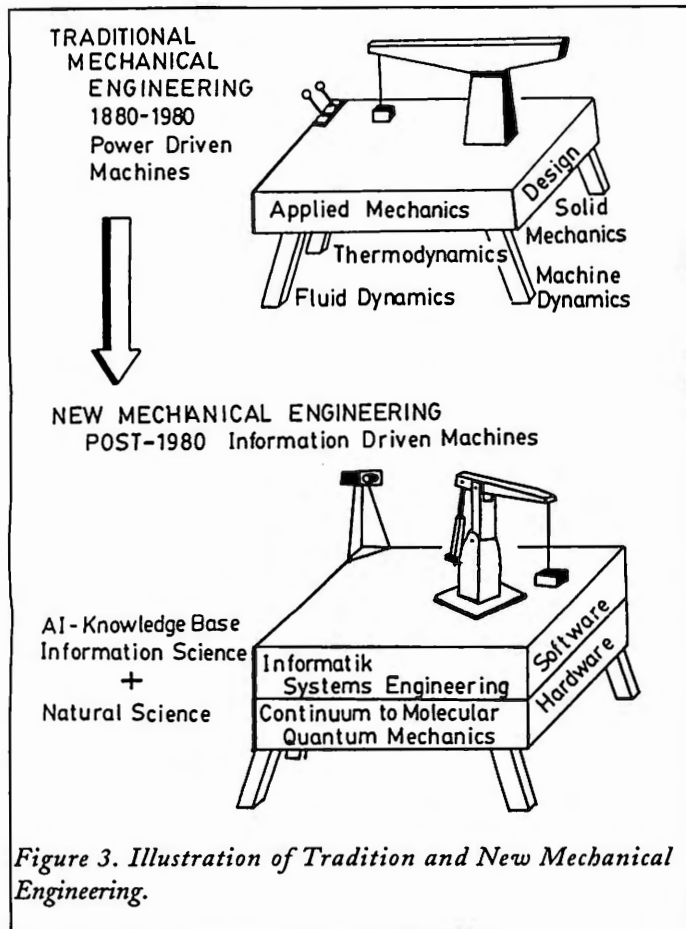 TRADITIONAL
MECHANICAL
ENGINEERING
1880-1980
Power Driven
Machines
Applied Mechanics
Design
Solid
Mechanics
Thermodynamics
Machine
Dynamics
Fluid Dynamics
NEW MECHANICAL ENGINEERING
POST-1980 Information Driven Machines
AI-Knowledge Base
Information Science
+
Natural Science
Informatik
Systems Engineering
Continuum to Molecular
Quantum Mechanics
Software
Hardware
Figure 3. Illustration of Tradition and New Mechanical
Engineering.